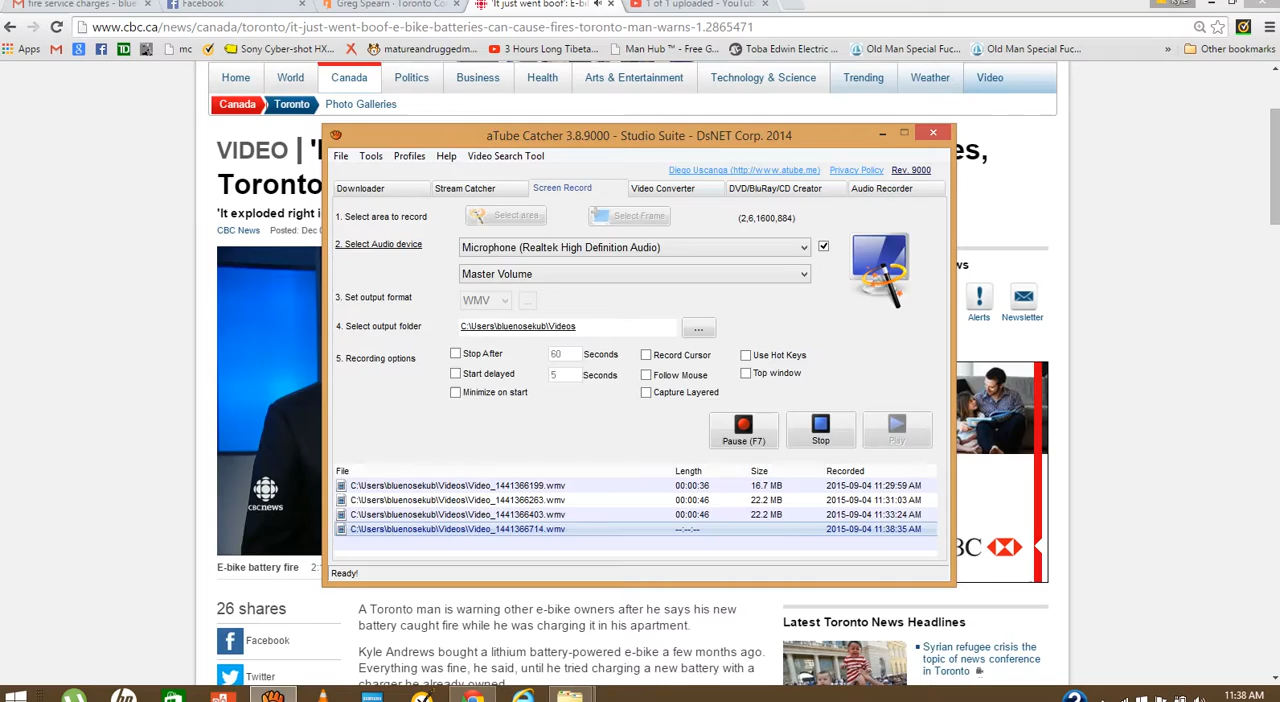 fire service charges - blue
Facebook
Greg Spearn - Toronto Co
'It just went boof': E-bi
1 of 1 uploaded - YouTub
Kyle
www.cbc.ca/news/canada/toronto/it-just-went-boof-e-bike-batteries-can-cause-fires-toronto-man-warns-1.2865471
Apps
mc
Sony Cyber-shot HX...
matureandruggedm...
3 Hours Long Tibeta...
Man Hub ™ - Free G...
Toba Edwin Electric ...
Old Man Special Fuc...
Old Man Special Fuc...
»
Other bookmarks
Home
World
Canada
Politics
Business
Health
Arts & Entertainment
Technology & Science
Trending
Weather
Video
Canada
Toronto
Photo Galleries
VIDEO |
es,
Toronto
'It exploded right i
CBC News
Posted: Dec 0
aTube Catcher 3.8.9000 - Studio Suite - DsNET Corp. 2014
File
Tools
Profiles
Help
Video Search Tool
Diego Uscanga (http://www.atube.me)
Privacy Policy
Rev. 9000
Downloader
Stream Catcher
Screen Record
Video Converter
DVD/BluRay/CD Creator
Audio Recorder
1. Select area to record
Select area
Select Frame
(2,6,1600,884)
2. Select Audio device
Microphone (Realtek High Definition Audio)
Master Volume
3. Set output format
WMV
...
4. Select output folder
C:\Users\bluenosekub\Videos
...
5. Recording options
Stop After
60
Seconds
Record Cursor
Use Hot Keys
Start delayed
5
Seconds
Follow Mouse
Top window
Minimize on start
Capture Layered
Pause (F7)
Stop
Play
File
Length
Size
Recorded
C:\Users\bluenosekub\Videos\Video_1441366199.wmv
00:00:36
16.7 MB
2015-09-04 11:29:59 AM
C:\Users\bluenosekub\Videos\Video_1441366263.wmv
00:00:46
22.2 MB
2015-09-04 11:31:03 AM
C:\Users\bluenosekub\Videos\Video_1441366403.wmv
00:00:46
22.2 MB
2015-09-04 11:33:24 AM
C:\Users\bluenosekub\Videos\Video_1441366714.wmv
--:--:--
2015-09-04 11:38:35 AM
Ready!
ws
Alerts
Newsletter
cbcnews
BC
E-bike battery fire
2:
26 shares
Facebook
Twitter
A Toronto man is warning other e-bike owners after he says his new
battery caught fire while he was charging it in his apartment.
Kyle Andrews bought a lithium battery-powered e-bike a few months ago.
Everything was fine, he said, until he tried charging a new battery with a
charger he already owned.
Latest Toronto News Headlines
Syrian refugee crisis the
topic of news conference
in Toronto
11:38 AM